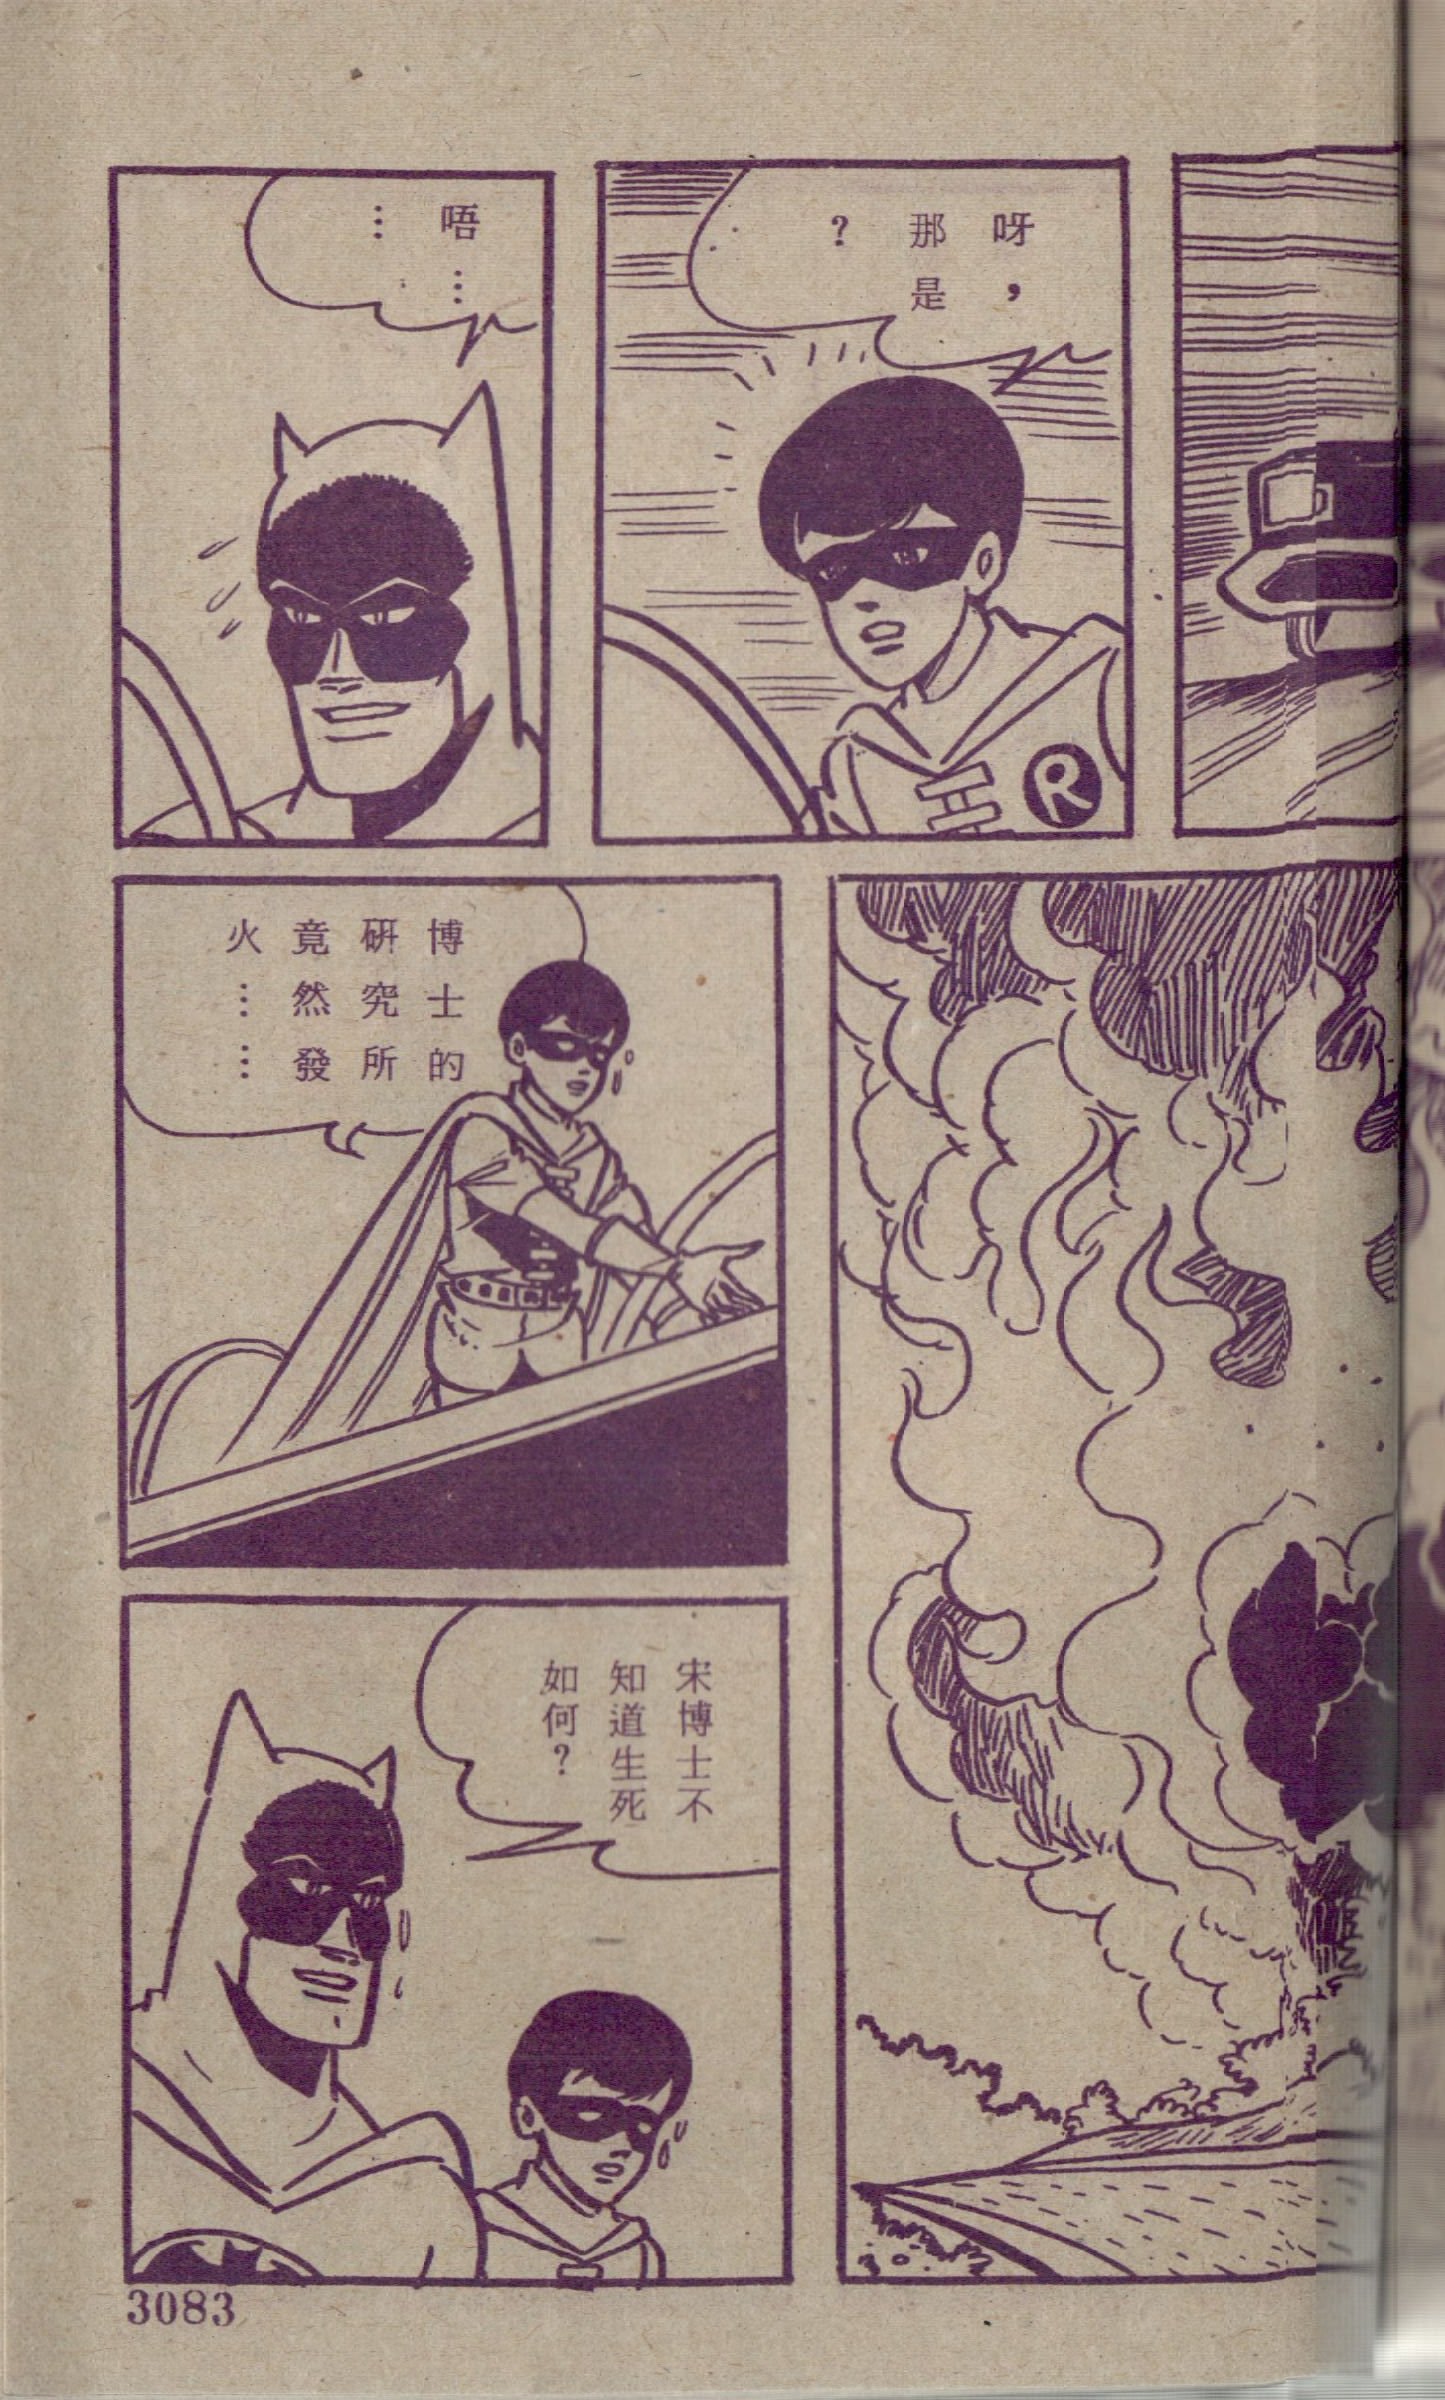 呀，
那是
？
R
唔…
…
博士的
研究所
竟然發
火……
宋博士不
知道生死
如何？
3083